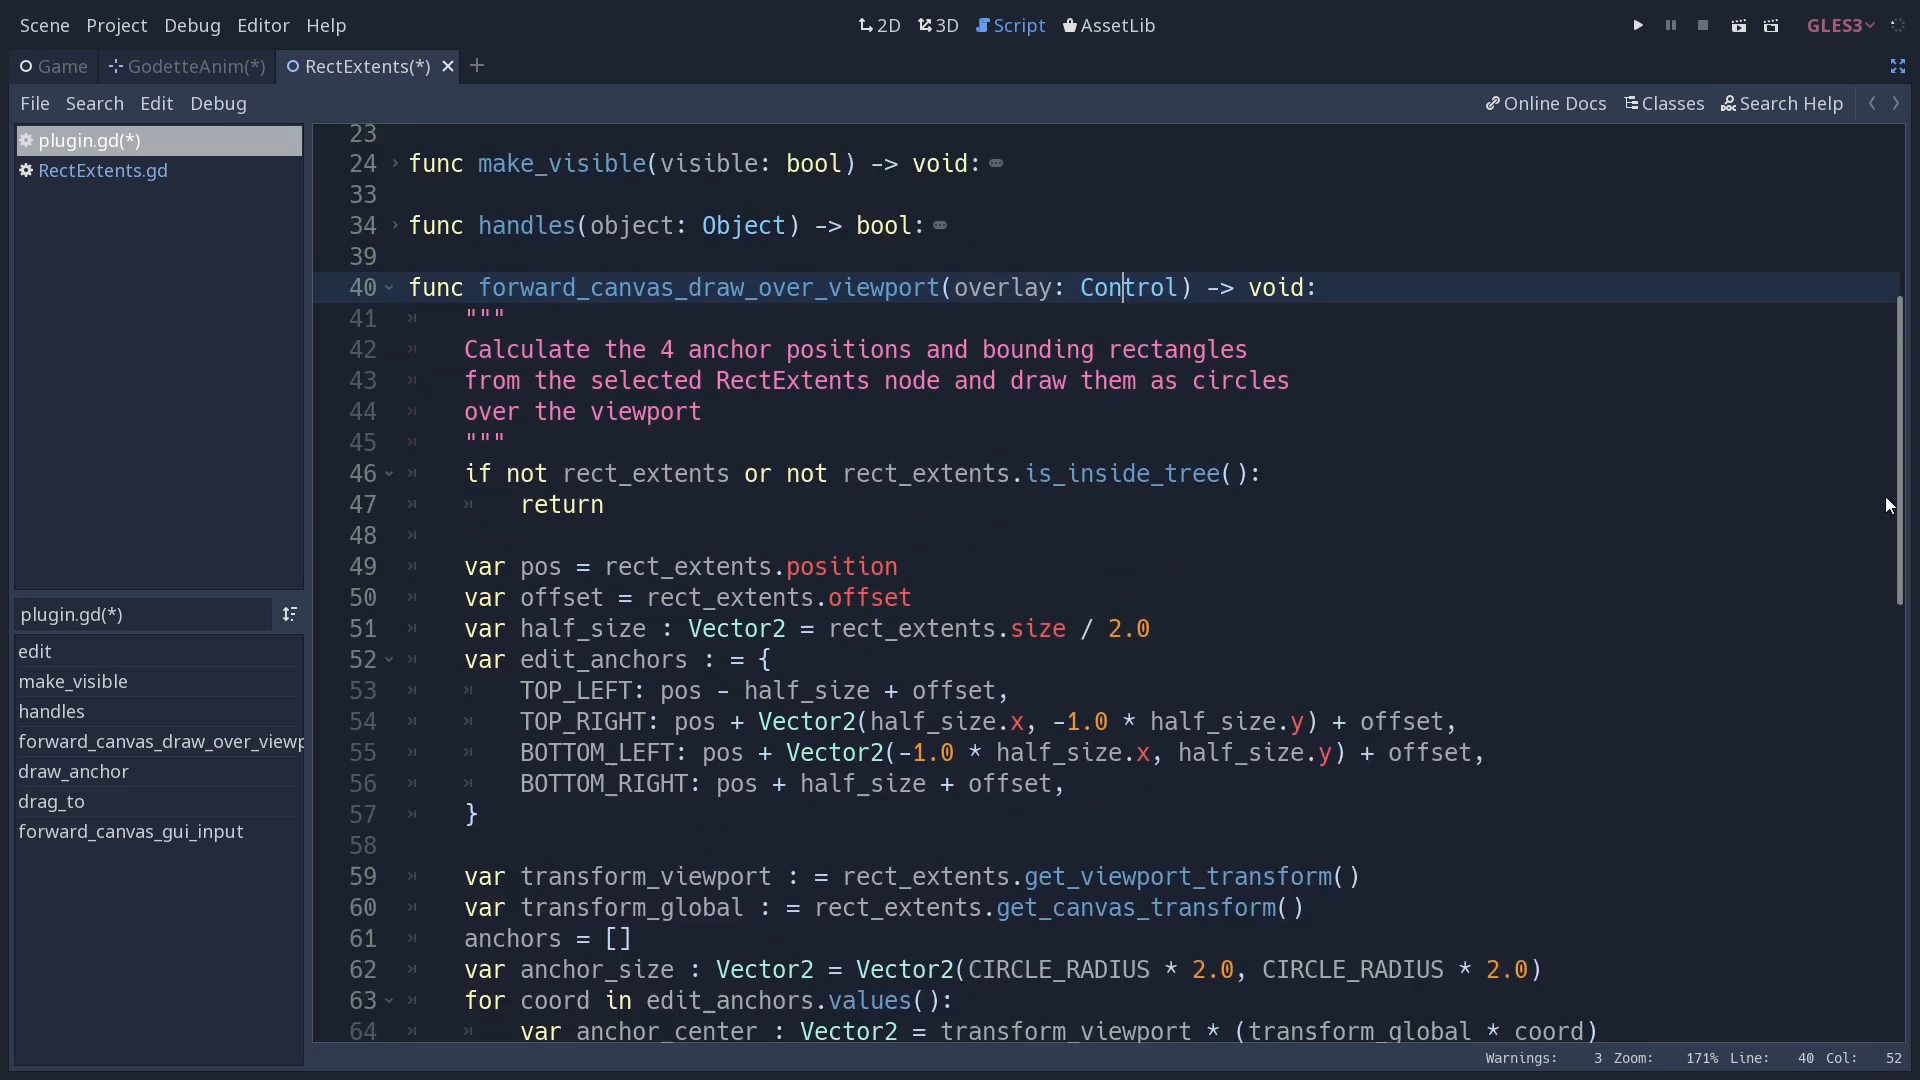 Scene Project Debug Editor Help 2D 3D Script AssetLib GLES3
Game GodetteAnim(*) RectExtents(*)
File Search Edit Debug Online Docs Classes Search Help
plugin.gd(*)
RectExtents.gd
plugin.gd(*)
edit
make_visible
handles
forward_canvas_draw_over_viewp
draw_anchor
drag_to
forward_canvas_gui_input
23
24 func make_visible(visible: bool) -> void:
33
34 func handles(object: Object) -> bool:
39
40 func forward_canvas_draw_over_viewport(overlay: Control) -> void:
41 """
42 Calculate the 4 anchor positions and bounding rectangles
43 from the selected RectExtents node and draw them as circles
44 over the viewport
45 """
46 if not rect_extents or not rect_extents.is_inside_tree():
47 return
48
49 var pos = rect_extents.position
50 var offset = rect_extents.offset
51 var half_size : Vector2 = rect_extents.size / 2.0
52 var edit_anchors : = {
53 TOP_LEFT: pos - half_size + offset,
54 TOP_RIGHT: pos + Vector2(half_size.x, -1.0 * half_size.y) + offset,
55 BOTTOM_LEFT: pos + Vector2(-1.0 * half_size.x, half_size.y) + offset,
56 BOTTOM_RIGHT: pos + half_size + offset,
57 }
58
59 var transform_viewport : = rect_extents.get_viewport_transform()
60 var transform_global : = rect_extents.get_canvas_transform()
61 anchors = []
62 var anchor_size : Vector2 = Vector2(CIRCLE_RADIUS * 2.0, CIRCLE_RADIUS * 2.0)
63 for coord in edit_anchors.values():
64 var anchor_center : Vector2 = transform_viewport * (transform_global * coord)
Warnings: 3 Zoom: 171% Line: 40 Col: 52